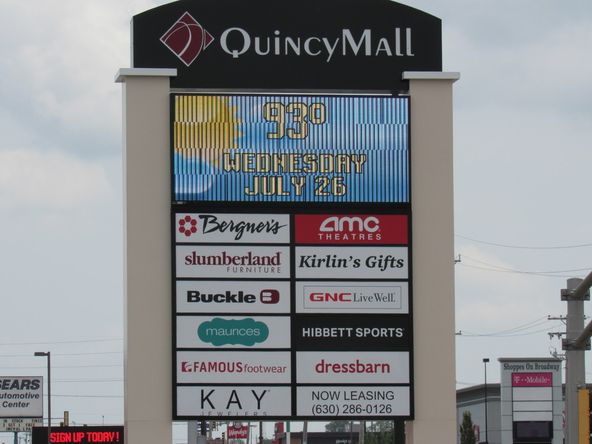 QUINCYMALL
93°
WEDNESDAY
JULY 26
Bergner's
AMC
THEATRES
slumberland
FURNITURE
Kirlin's Gifts
Buckle B
GNC LiveWell.
maurices
HIBBETT SPORTS
FAMOUS footwear
dressbarn
KAY
JEWELERS
NOW LEASING
(630) 286-0126
SEARS
Automotive
Center
SIGN UP TODAY!
Wendy's
Shoppes On Broadway
T-Mobile